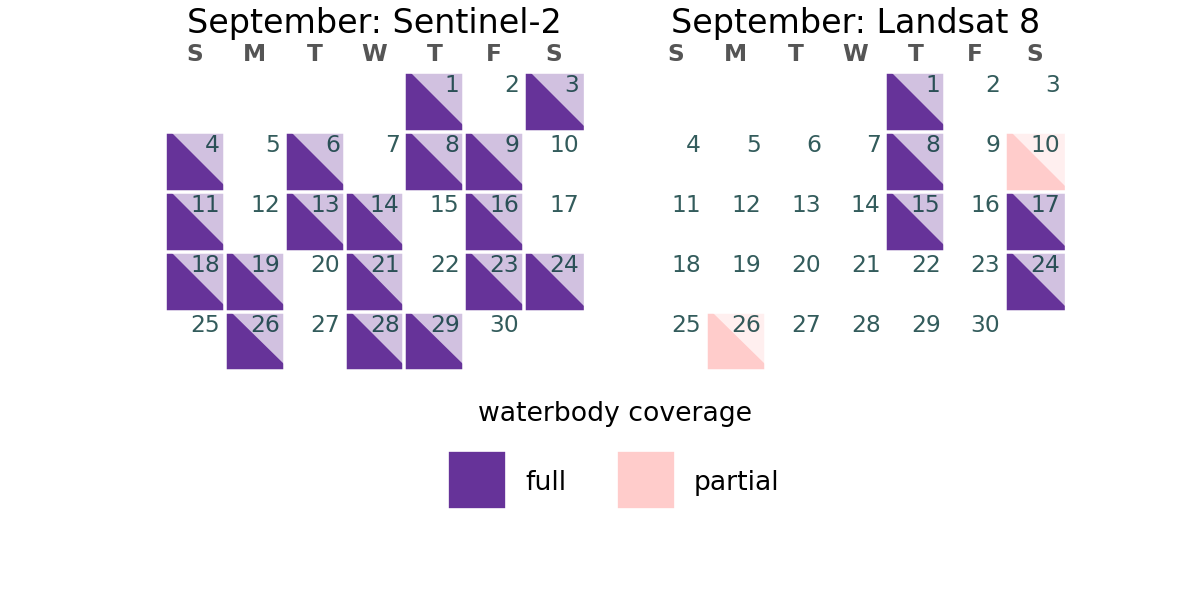 September: Sentinel-2
S M T W T F S
1 2 3
4 5 6 7 8 9 10
11 12 13 14 15 16 17
18 19 20 21 22 23 24
25 26 27 28 29 30
September: Landsat 8
S M T W T F S
1 2 3
4 5 6 7 8 9 10
11 12 13 14 15 16 17
18 19 20 21 22 23 24
25 26 27 28 29 30
waterbody coverage
full partial